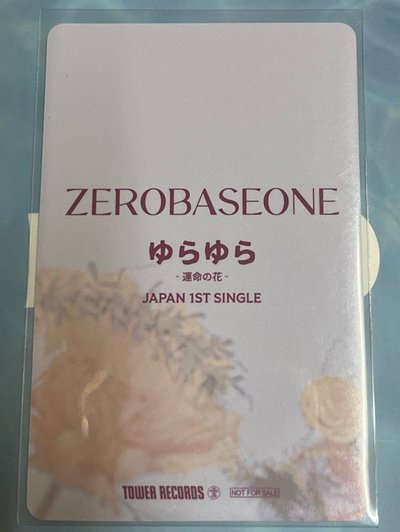 ZEROBASEONE
ゆらゆら
- 運命の花 -
JAPAN 1ST SINGLE
TOWER RECORDS NOT FOR SALE